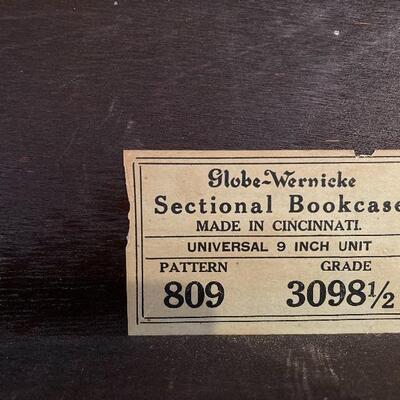 Globe-Wernicke
Sectional Bookcase
MADE IN CINCINNATI.
UNIVERSAL 9 INCH UNIT
PATTERN GRADE
809 3098½